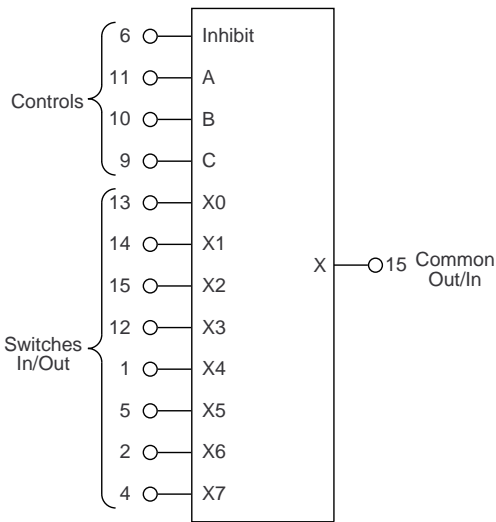 6 Inhibit
11 A
10 B
9 C
Controls
13 X0
14 X1
15 X2
12 X3
1 X4
5 X5
2 X6
4 X7
Switches
In/Out
X 15 Common
Out/In